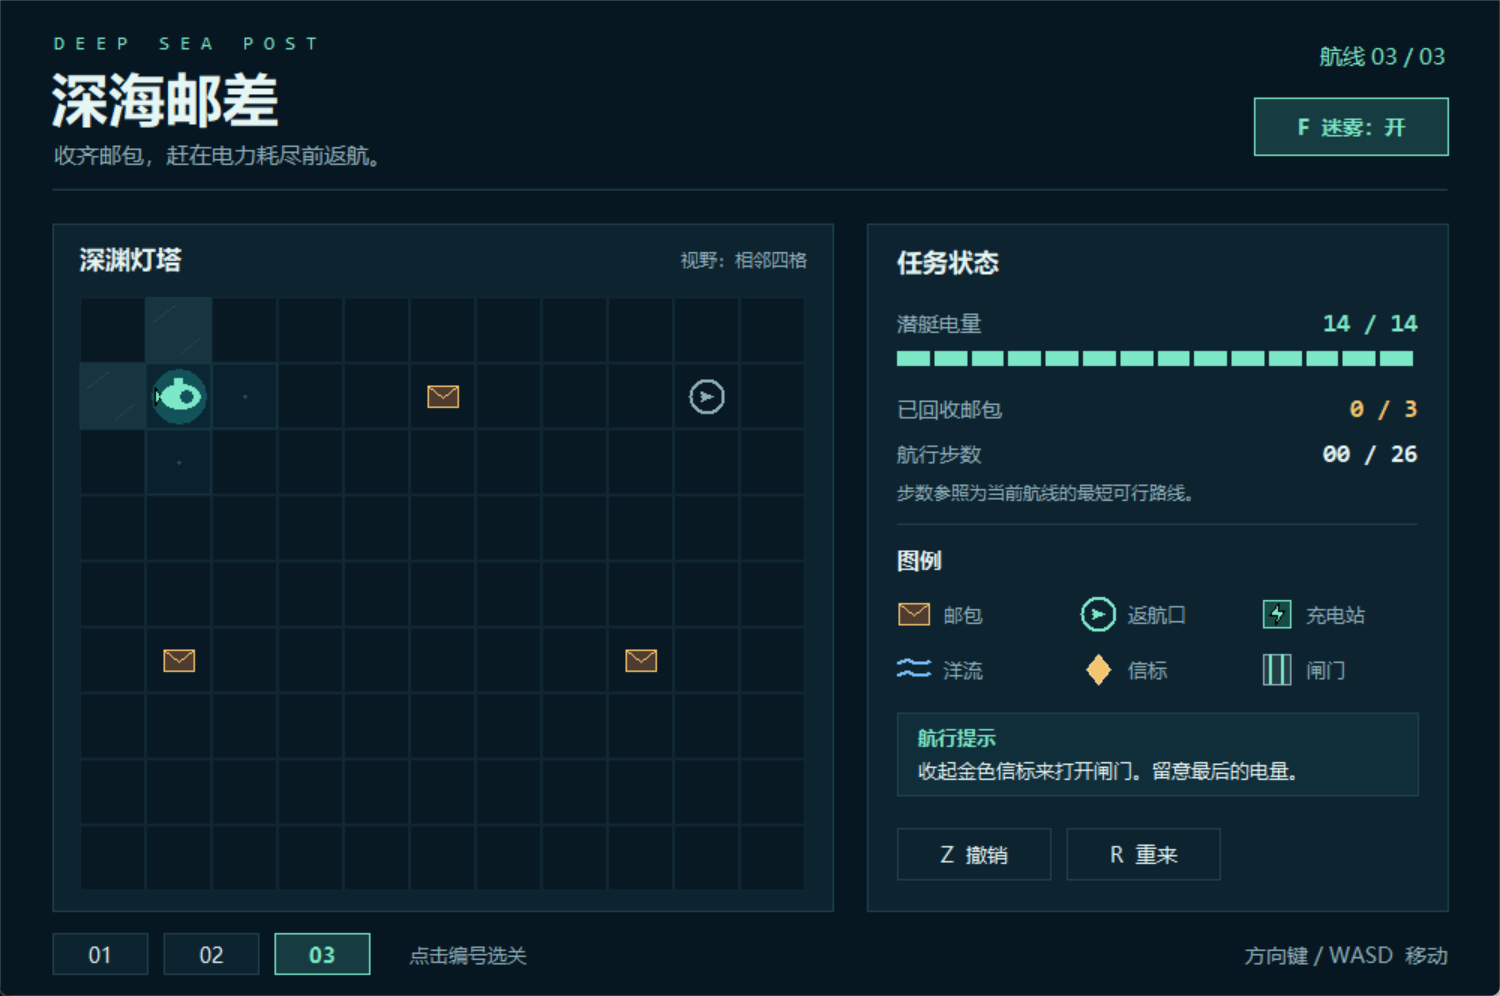 DEEP SEA POST
深海邮差
收齐邮包，赶在电力耗尽前返航。
航线 03 / 03
F 迷雾：开
深渊灯塔
视野：相邻四格
任务状态
潜艇电量 14 / 14
已回收邮包 0 / 3
航行步数 00 / 26
步数参照为当前航线的最短可行路线。
图例
邮包 返航口 充电站
洋流 信标 闸门
航行提示
收起金色信标来打开闸门。留意最后的电量。
Z 撤销 R 重来
01 02 03 点击编号选关
方向键 / WASD 移动